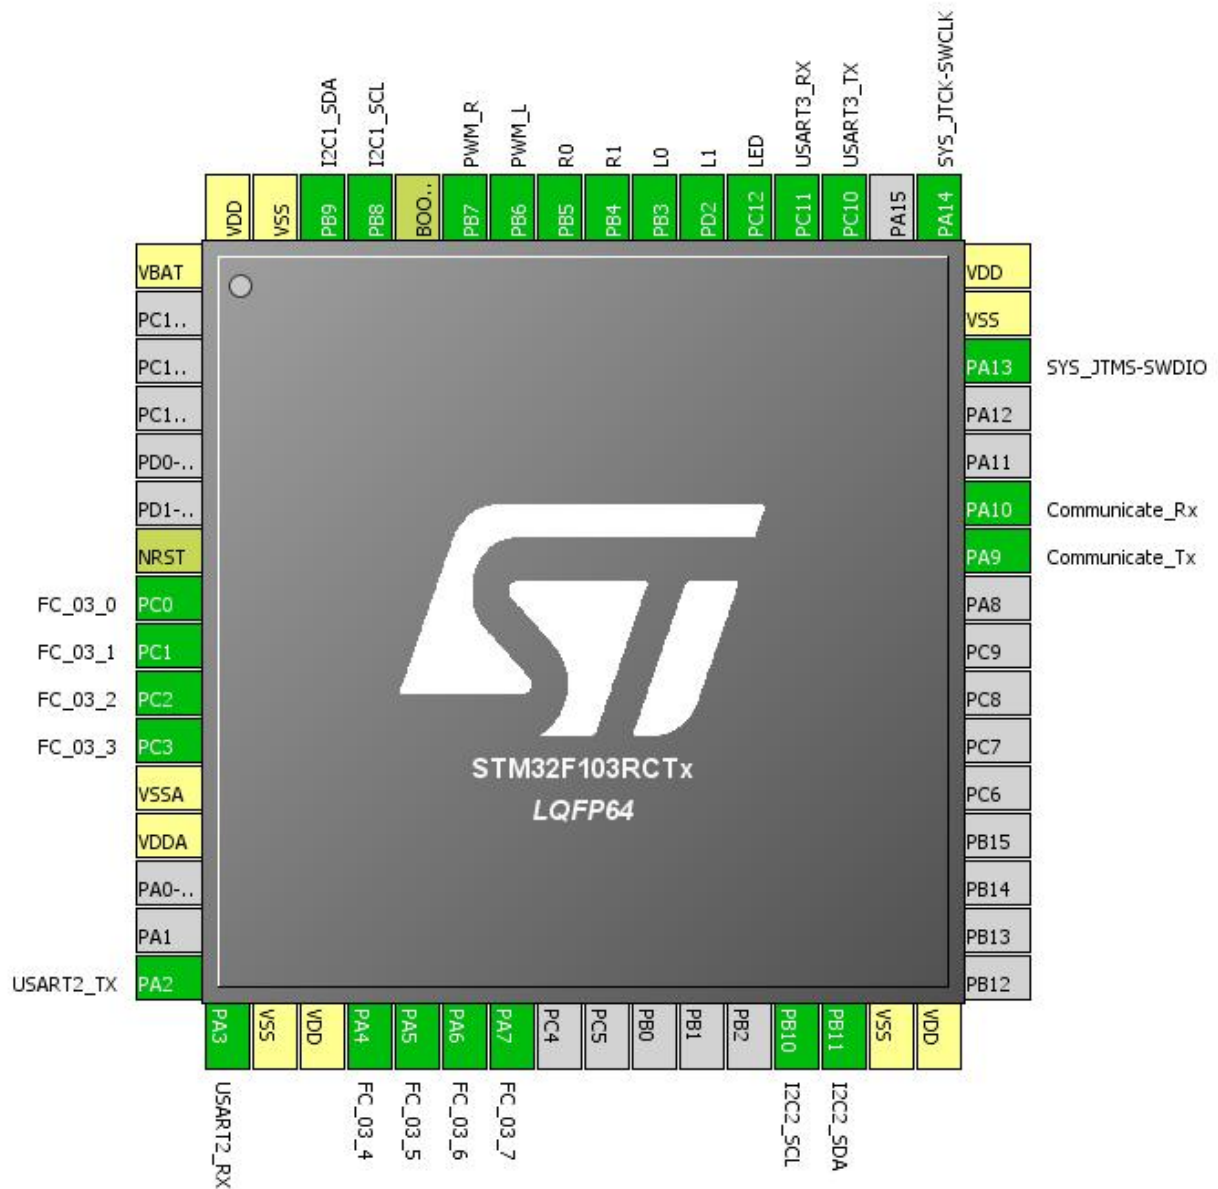 I2C1_SDA
I2C1_SCL
PWM_R
PWM_L
R0
R1
L0
L1
LED
USART3_RX
USART3_TX
SYS_JTCK-SWCLK
VDD
VSS
PB9
PB8
BOO..
PB7
PB6
PB5
PB4
PB3
PD2
PC12
PC11
PC10
PA15
PA14
VBAT
PC1..
PC1..
PC1..
PD0-..
PD1-..
NRST
FC_03_0 PC0
FC_03_1 PC1
FC_03_2 PC2
FC_03_3 PC3
VSSA
VDDA
PA0-..
PA1
USART2_TX PA2
ST
STM32F103RCTx
LQFP64
VDD
VSS
PA13 SYS_JTMS-SWDIO
PA12
PA11
PA10 Communicate_Rx
PA9 Communicate_Tx
PA8
PC9
PC8
PC7
PC6
PB15
PB14
PB13
PB12
PA3
VSS
VDD
PA4
PA5
PA6
PA7
PC4
PC5
PB0
PB1
PB2
PB10
PB11
VSS
VDD
USART2_RX
FC_03_4
FC_03_5
FC_03_6
FC_03_7
I2C2_SCL
I2C2_SDA